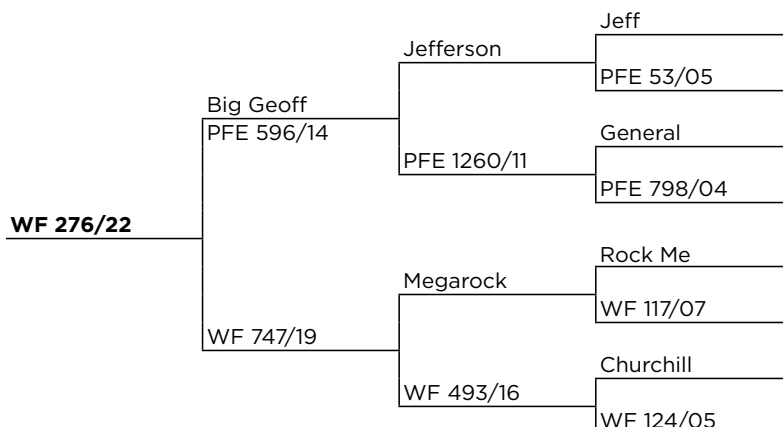 Jeff
Jefferson
PFE 53/05
Big Geoff
PFE 596/14
General
PFE 1260/11
PFE 798/04
WF 276/22
Rock Me
Megarock
WF 117/07
WF 747/19
Churchill
WF 493/16
WF 124/05